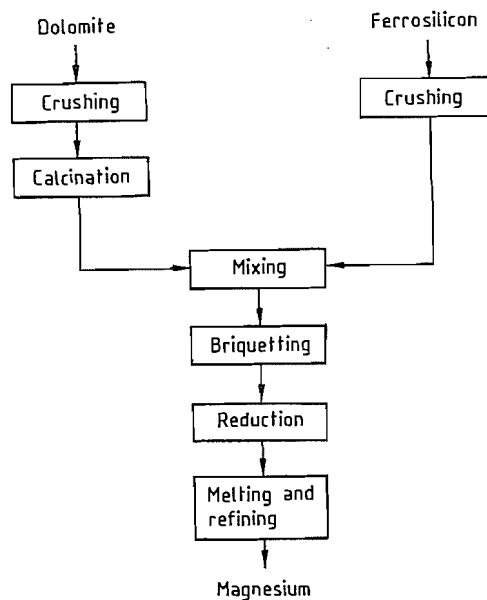 Dolomite
Ferrosilicon
Crushing
Crushing
Calcination
Mixing
Briquetting
Reduction
Melting and
refining
Magnesium